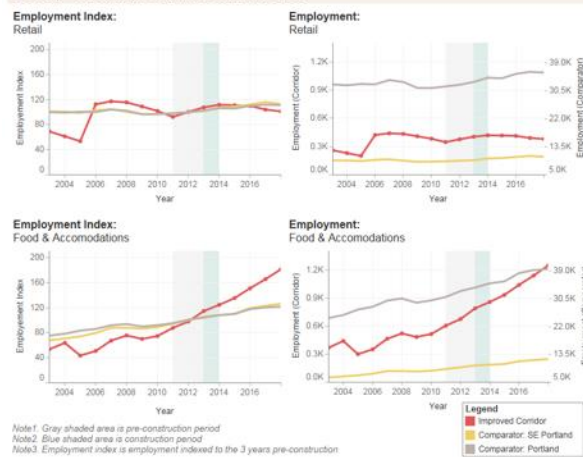 Employment Index:
Retail
200
160
120
80
40
0
Employement Index
2004 2006 2008 2010 2012 2014 2016
Year
Employment:
Retail
1.2K
0.9K
0.6K
0.3K
0.0K
Employment (Corridor)
39.0K
30.5K
22.0K
13.5K
5.0K
Employment (Comparator)
2004 2006 2008 2010 2012 2014 2016
Year
Employment Index:
Food & Accomodations
200
160
120
80
40
0
Employement Index
2004 2006 2008 2010 2012 2014 2016
Year
Employment:
Food & Accomodations
1.2K
0.9K
0.6K
0.3K
0.0K
Employment (Corridor)
39.0K
30.5K
22.0K
13.5K
5.0K
2004 2006 2008 2010 2012 2014 2016
Year
Note1. Gray shaded area is pre-construction period
Note2. Blue shaded area is construction period
Note3. Employment index is employment indexed to the 3 years pre-construction
Legend
Improved Corridor
Comparator: SE Portland
Comparator: Portland